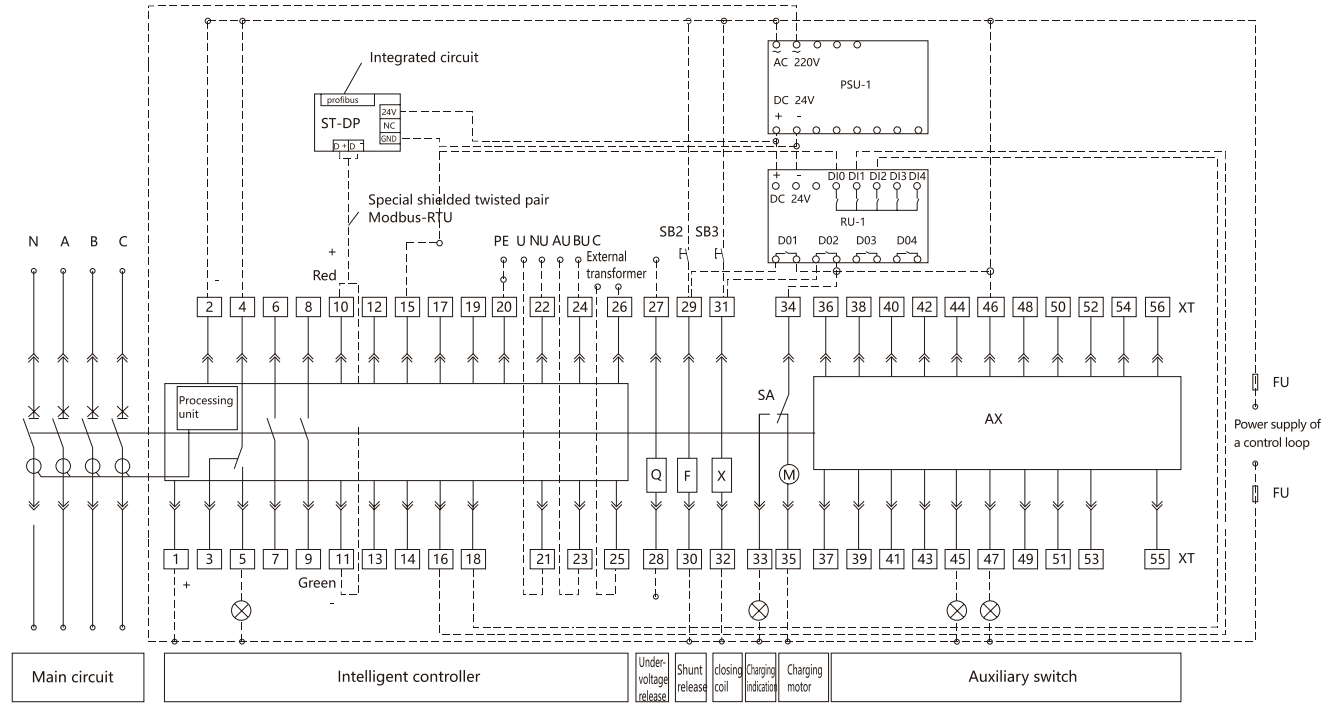 Integrated circuit
profibus
ST-DP
24V
NC
GND
D + D -
AC 220V
PSU-1
DC 24V
+ -
+ - DI0 DI1 DI2 DI3 DI4
DC 24V
RU-1
D01 D02 D03 D04
Special shielded twisted pair
Modbus-RTU
N A B C
+
Red
-
PE U NU AU BU C
External
transformer
SB2 SB3
2 4 6 8 10 12 15 17 19 20 22 24 26 27 29 31 34 36 38 40 42 44 46 48 50 52 54 56 XT
Processing
unit
SA
AX
FU
Power supply of
a control loop
FU
Q F X M
1 3 5 7 9 11 13 14 16 18 21 23 25 28 30 32 33 35 37 39 41 43 45 47 49 51 53 55 XT
+
Green
-
Main circuit
Intelligent controller
Under-
voltage
release
Shunt
release
closing
coil
Charging
indication
Charging
motor
Auxiliary switch